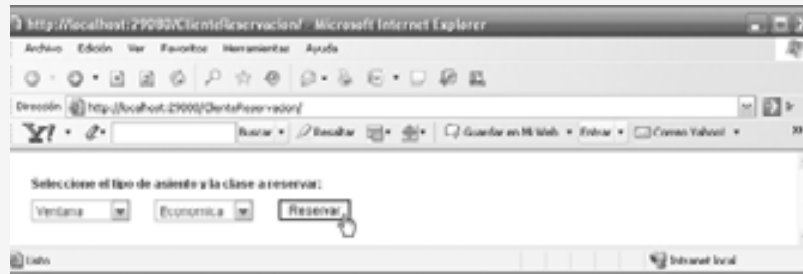 http://localhost:29080/ClienteReservacion/ - Microsoft Internet Explorer
Archivo Edición Ver Favoritos Herramientas Ayuda
Dirección http://localhost:29080/ClienteReservacion/
Y! Buscar Resaltar Guardar en Mi Web Entrar Correo Yahoo!
Seleccione el tipo de asiento y la clase a reservar:
Ventana Economica Reservar
Listo Intranet local